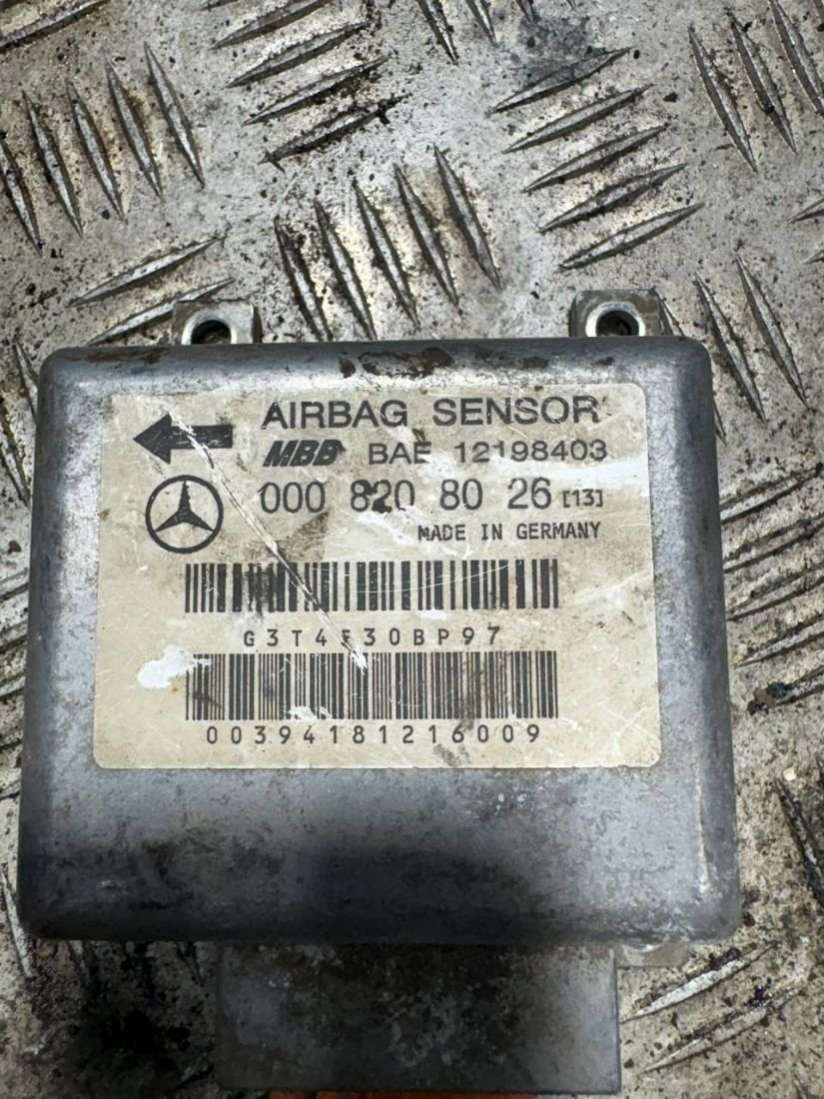 AIRBAG SENSOR
MBB BAE 12198403
000 820 80 26 [13]
MADE IN GERMANY
G3T4E30BP97
00394181216009